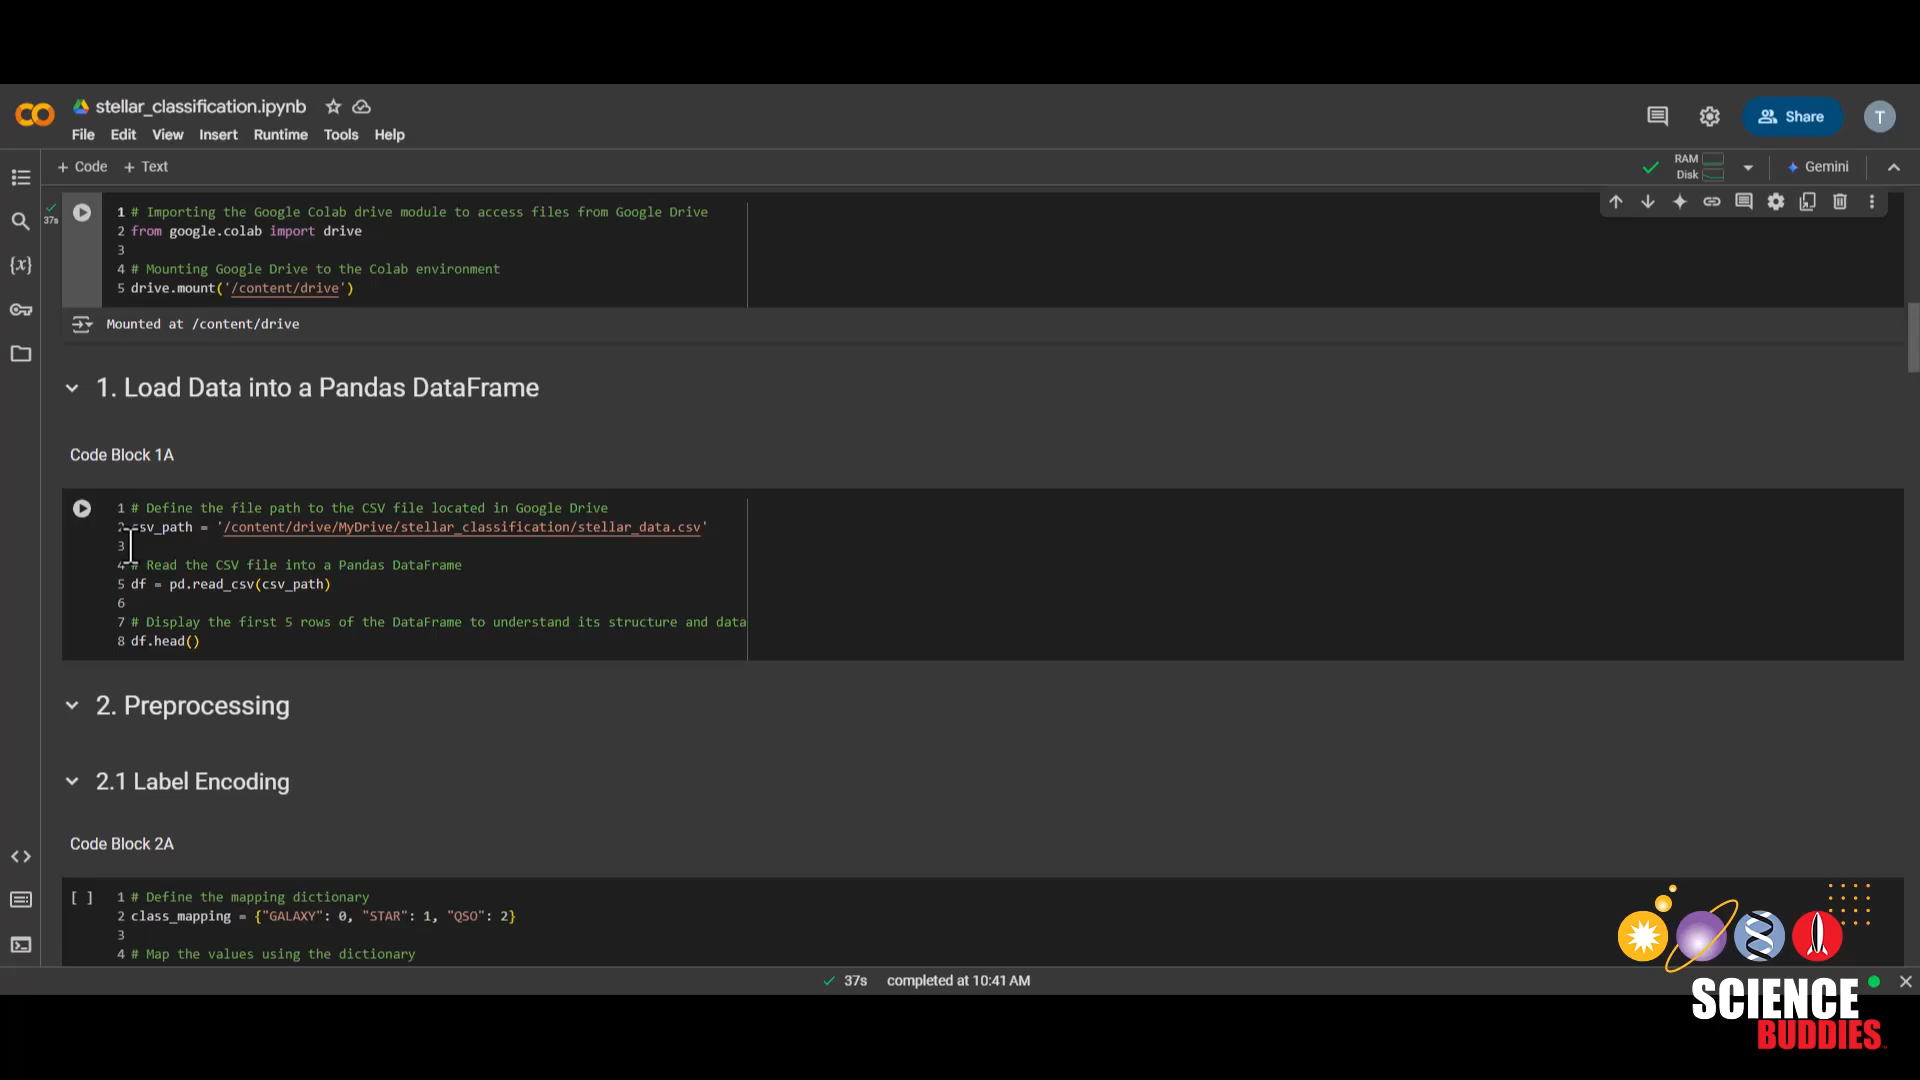 stellar_classification.ipynb
File Edit View Insert Runtime Tools Help
Share
T
+ Code + Text
RAM
Disk
Gemini
37s
1 # Importing the Google Colab drive module to access files from Google Drive
2 from google.colab import drive
3
4 # Mounting Google Drive to the Colab environment
5 drive.mount('/content/drive')
Mounted at /content/drive
1. Load Data into a Pandas DataFrame
Code Block 1A
1 # Define the file path to the CSV file located in Google Drive
2 csv_path = '/content/drive/MyDrive/stellar_classification/stellar_data.csv'
3
4 # Read the CSV file into a Pandas DataFrame
5 df = pd.read_csv(csv_path)
6
7 # Display the first 5 rows of the DataFrame to understand its structure and data
8 df.head()
2. Preprocessing
2.1 Label Encoding
Code Block 2A
[ ] 1 # Define the mapping dictionary
2 class_mapping = {"GALAXY": 0, "STAR": 1, "QSO": 2}
3
4 # Map the values using the dictionary
37s completed at 10:41 AM
SCIENCE
BUDDIES